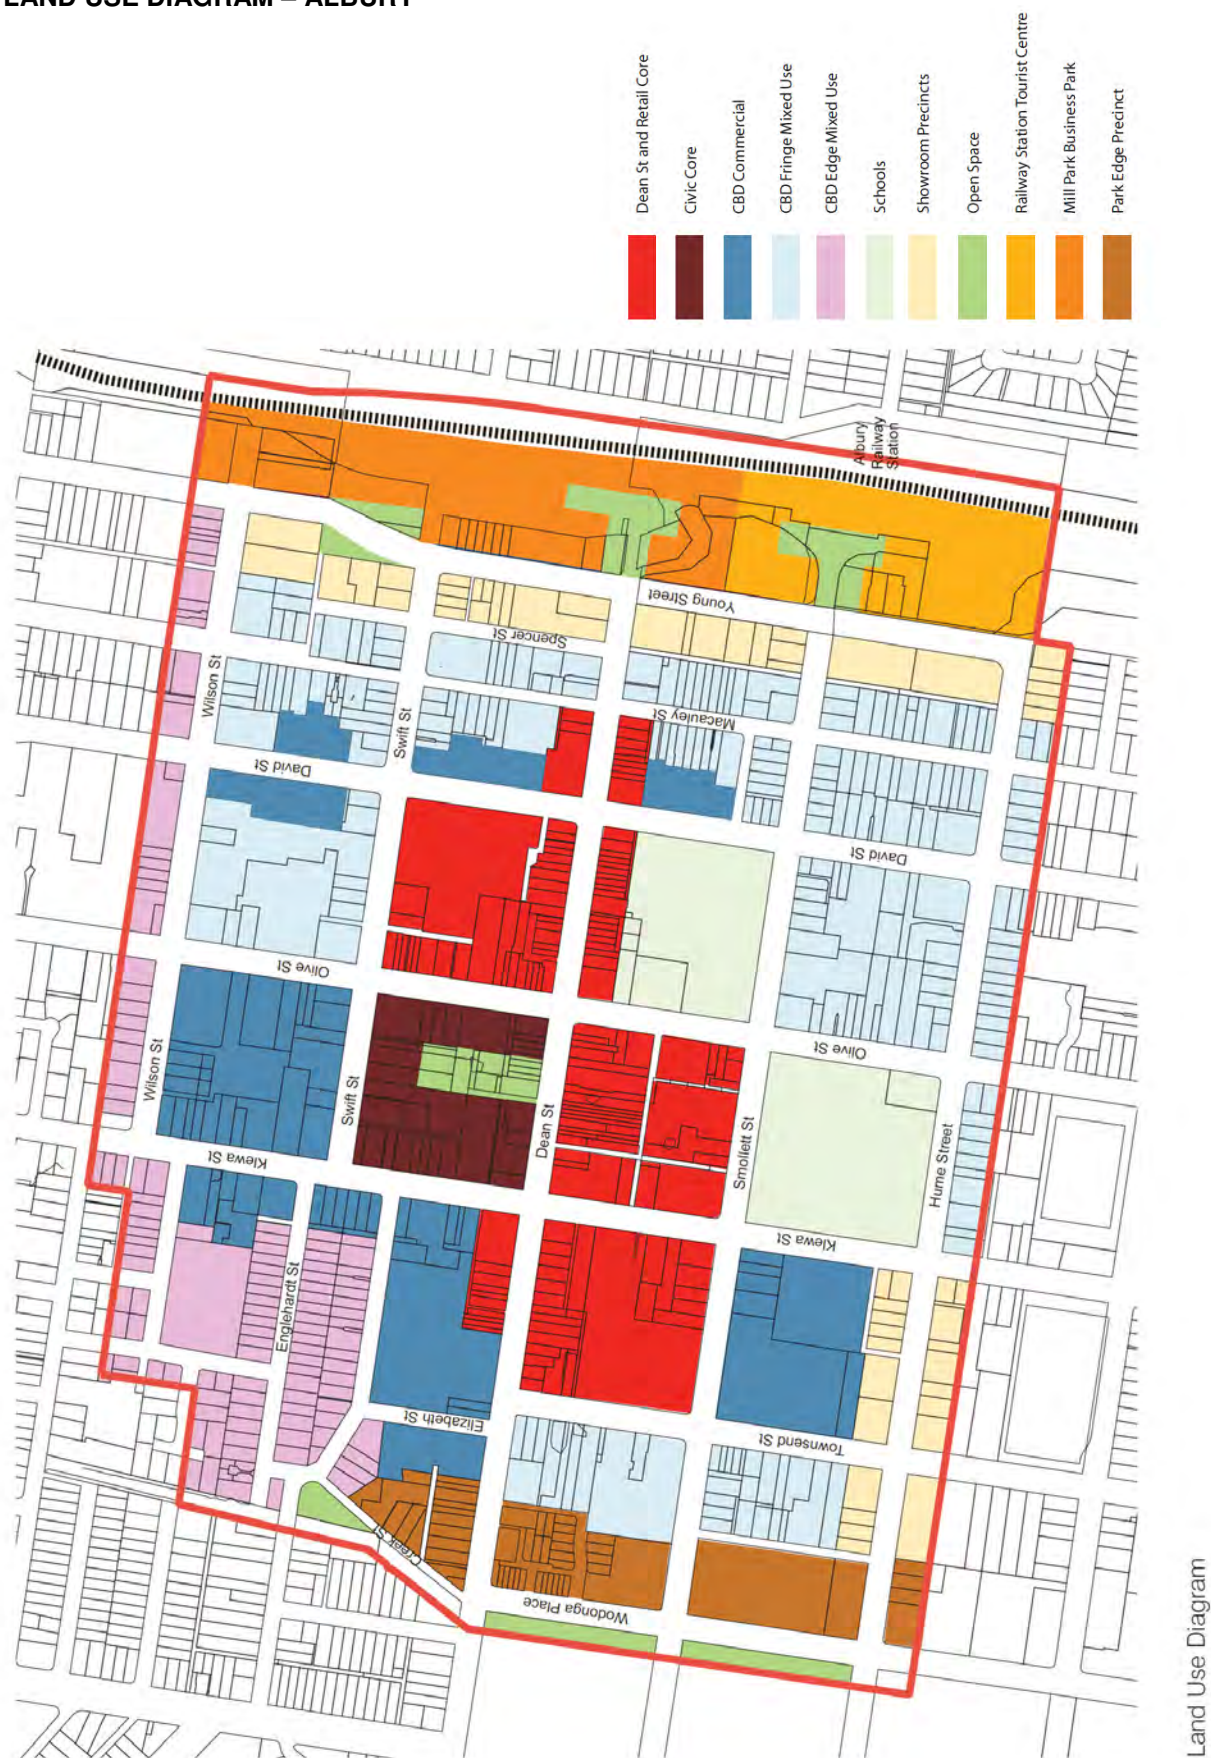 LAND USE DIAGRAM – ALBURY
Dean St and Retail Core
Civic Core
CBD Commercial
CBD Fringe Mixed Use
CBD Edge Mixed Use
Schools
Showroom Precincts
Open Space
Railway Station Tourist Centre
Mill Park Business Park
Park Edge Precinct
Albury
Railway
Station
Young Street
Spencer St
Wilson St
Macauley St
Swift St
David St
David St
Olive St
Wilson St
Swift St
Olive St
Dean St
Smollett St
Kiewa St
Hume Street
Kiewa St
Englehardt St
Elizabeth St
Townsend St
Creek St
Wodonga Place
Land Use Diagram